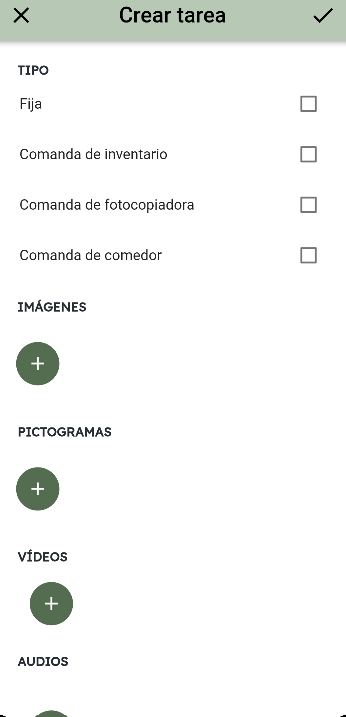 Crear tarea
TIPO
Fija
Comanda de inventario
Comanda de fotocopiadora
Comanda de comedor
IMÁGENES
PICTOGRAMAS
VÍDEOS
AUDIOS